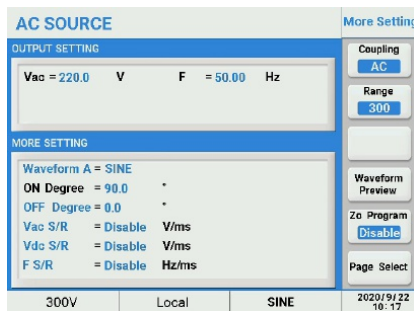 AC SOURCE
More Setting
OUTPUT SETTING
Vac = 220.0 V F = 50.00 Hz
MORE SETTING
Waveform A = SINE
ON Degree = 90.0 °
OFF Degree = 0.0 °
Vac S/R = Disable V/ms
Vdc S/R = Disable V/ms
F S/R = Disable Hz/ms
Coupling
AC
Range
300
Waveform
Preview
Zo Program
Disable
Page Select
300V Local SINE
2020/9/22
10:17